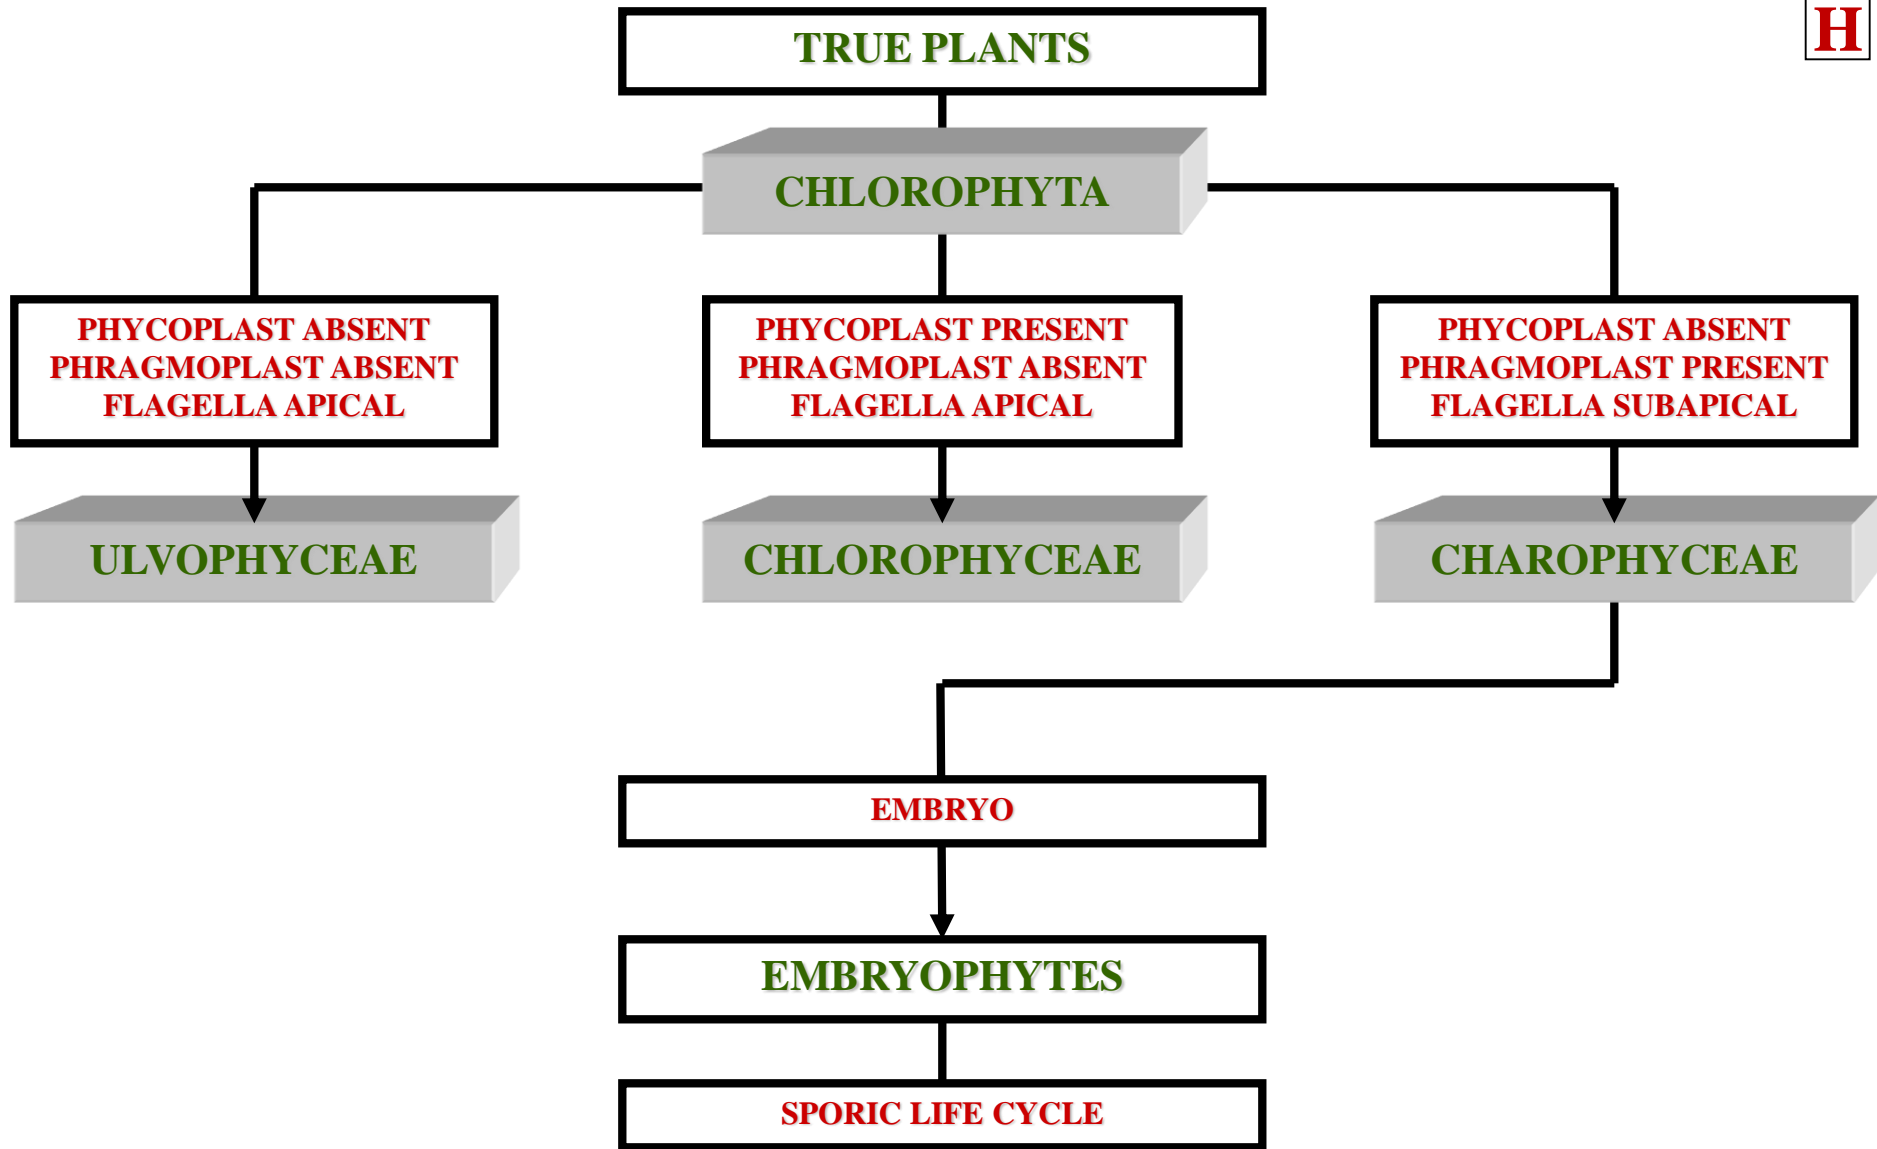 H
TRUE PLANTS
CHLOROPHYTA
PHYCOPLAST ABSENT
PHRAGMOPLAST ABSENT
FLAGELLA APICAL
PHYCOPLAST PRESENT
PHRAGMOPLAST ABSENT
FLAGELLA APICAL
PHYCOPLAST ABSENT
PHRAGMOPLAST PRESENT
FLAGELLA SUBAPICAL
ULVOPHYCEAE
CHLOROPHYCEAE
CHAROPHYCEAE
EMBRYO
EMBRYOPHYTES
SPORIC LIFE CYCLE